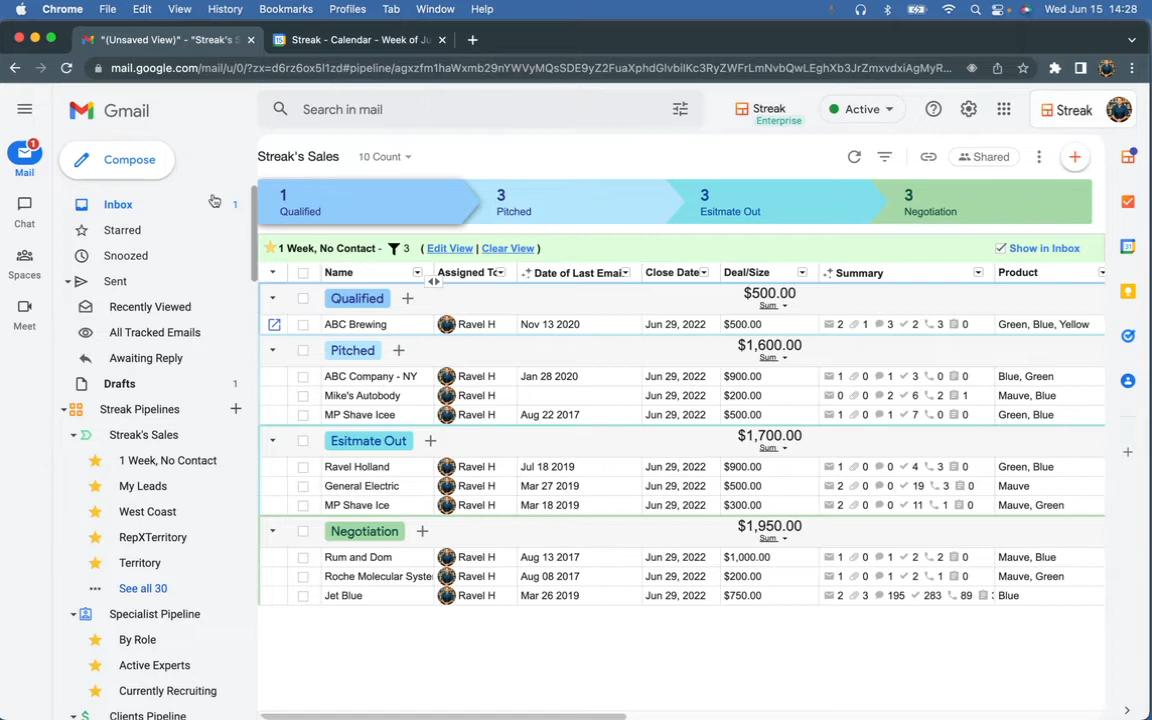 Chrome File Edit View History Bookmarks Profiles Tab Window Help Wed Jun 15 14:28
"(Unsaved View)" - "Streak's S Streak - Calendar - Week of Ju
mail.google.com/mail/u/0/?zx=d6rz6ox5l1zd#pipeline/
Gmail
Search in mail
Streak
Enterprise
Active
Streak
1
Mail
Chat
Spaces
Meet
Compose
Inbox 1
Starred
Snoozed
Sent
Recently Viewed
All Tracked Emails
Awaiting Reply
Drafts 1
Streak Pipelines
Streak's Sales
1 Week, No Contact
My Leads
West Coast
RepXTerritory
Territory
See all 30
Specialist Pipeline
By Role
Active Experts
Currently Recruiting
Clients Pipeline
Streak's Sales 10 Count Shared
1 3 3 3
Qualified Pitched Esitmate Out Negotiation
1 Week, No Contact - 3 ( Edit View | Clear View ) Show in Inbox
Name Assigned To Date of Last Emai Close Date Deal/Size Summary Product
Qualified $500.00
Sum
ABC Brewing Ravel H Nov 13 2020 Jun 29, 2022 $500.00 2 1 3 2 3 0 Green, Blue, Yellow
Pitched $1,600.00
Sum
ABC Company - NY Ravel H Jan 28 2020 Jun 29, 2022 $900.00 1 0 1 3 0 0 Blue, Green
Mike's Autobody Ravel H Jun 29, 2022 $200.00 0 0 2 6 2 1 Mauve, Blue
MP Shave Icee Ravel H Aug 22 2017 Jun 29, 2022 $500.00 1 0 1 7 0 0 Green, Blue
Esitmate Out $1,700.00
Sum
Ravel Holland Ravel H Jul 18 2019 Jun 29, 2022 $900.00 1 0 0 4 3 0 Green, Blue
General Electric Ravel H Mar 27 2019 Jun 29, 2022 $500.00 2 0 0 19 3 0 Mauve
MP Shave Ice Ravel H Mar 18 2019 Jun 29, 2022 $300.00 2 0 0 11 1 0 Mauve, Green
Negotiation $1,950.00
Sum
Rum and Dom Ravel H Aug 13 2017 Jun 29, 2022 $1,000.00 1 0 1 2 2 0 Mauve, Blue
Roche Molecular Syste Ravel H Aug 08 2017 Jun 29, 2022 $200.00 1 0 1 2 1 0 Mauve, Green
Jet Blue Ravel H Mar 26 2019 Jun 29, 2022 $750.00 2 3 195 283 89 Blue